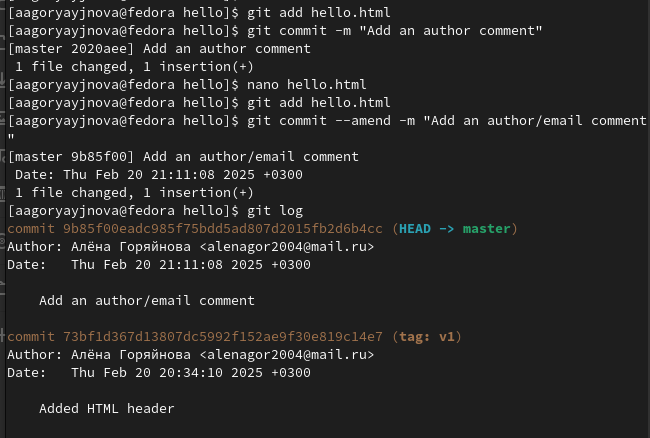 [aagoryayjnova@fedora hello]$ git add hello.html
[aagoryayjnova@fedora hello]$ git commit -m "Add an author comment"
[master 2020aee] Add an author comment
 1 file changed, 1 insertion(+)
[aagoryayjnova@fedora hello]$ nano hello.html
[aagoryayjnova@fedora hello]$ git add hello.html
[aagoryayjnova@fedora hello]$ git commit --amend -m "Add an author/email comment
"
[master 9b85f00] Add an author/email comment
 Date: Thu Feb 20 21:11:08 2025 +0300
 1 file changed, 1 insertion(+)
[aagoryayjnova@fedora hello]$ git log
commit 9b85f00eadc985f75bdd5ad807d2015fb2d6b4cc (HEAD -> master)
Author: Алёна Горяйнова <alenagor2004@mail.ru>
Date:   Thu Feb 20 21:11:08 2025 +0300

    Add an author/email comment

commit 73bf1d367d13807dc5992f152ae9f30e819c14e7 (tag: v1)
Author: Алёна Горяйнова <alenagor2004@mail.ru>
Date:   Thu Feb 20 20:34:10 2025 +0300

    Added HTML header